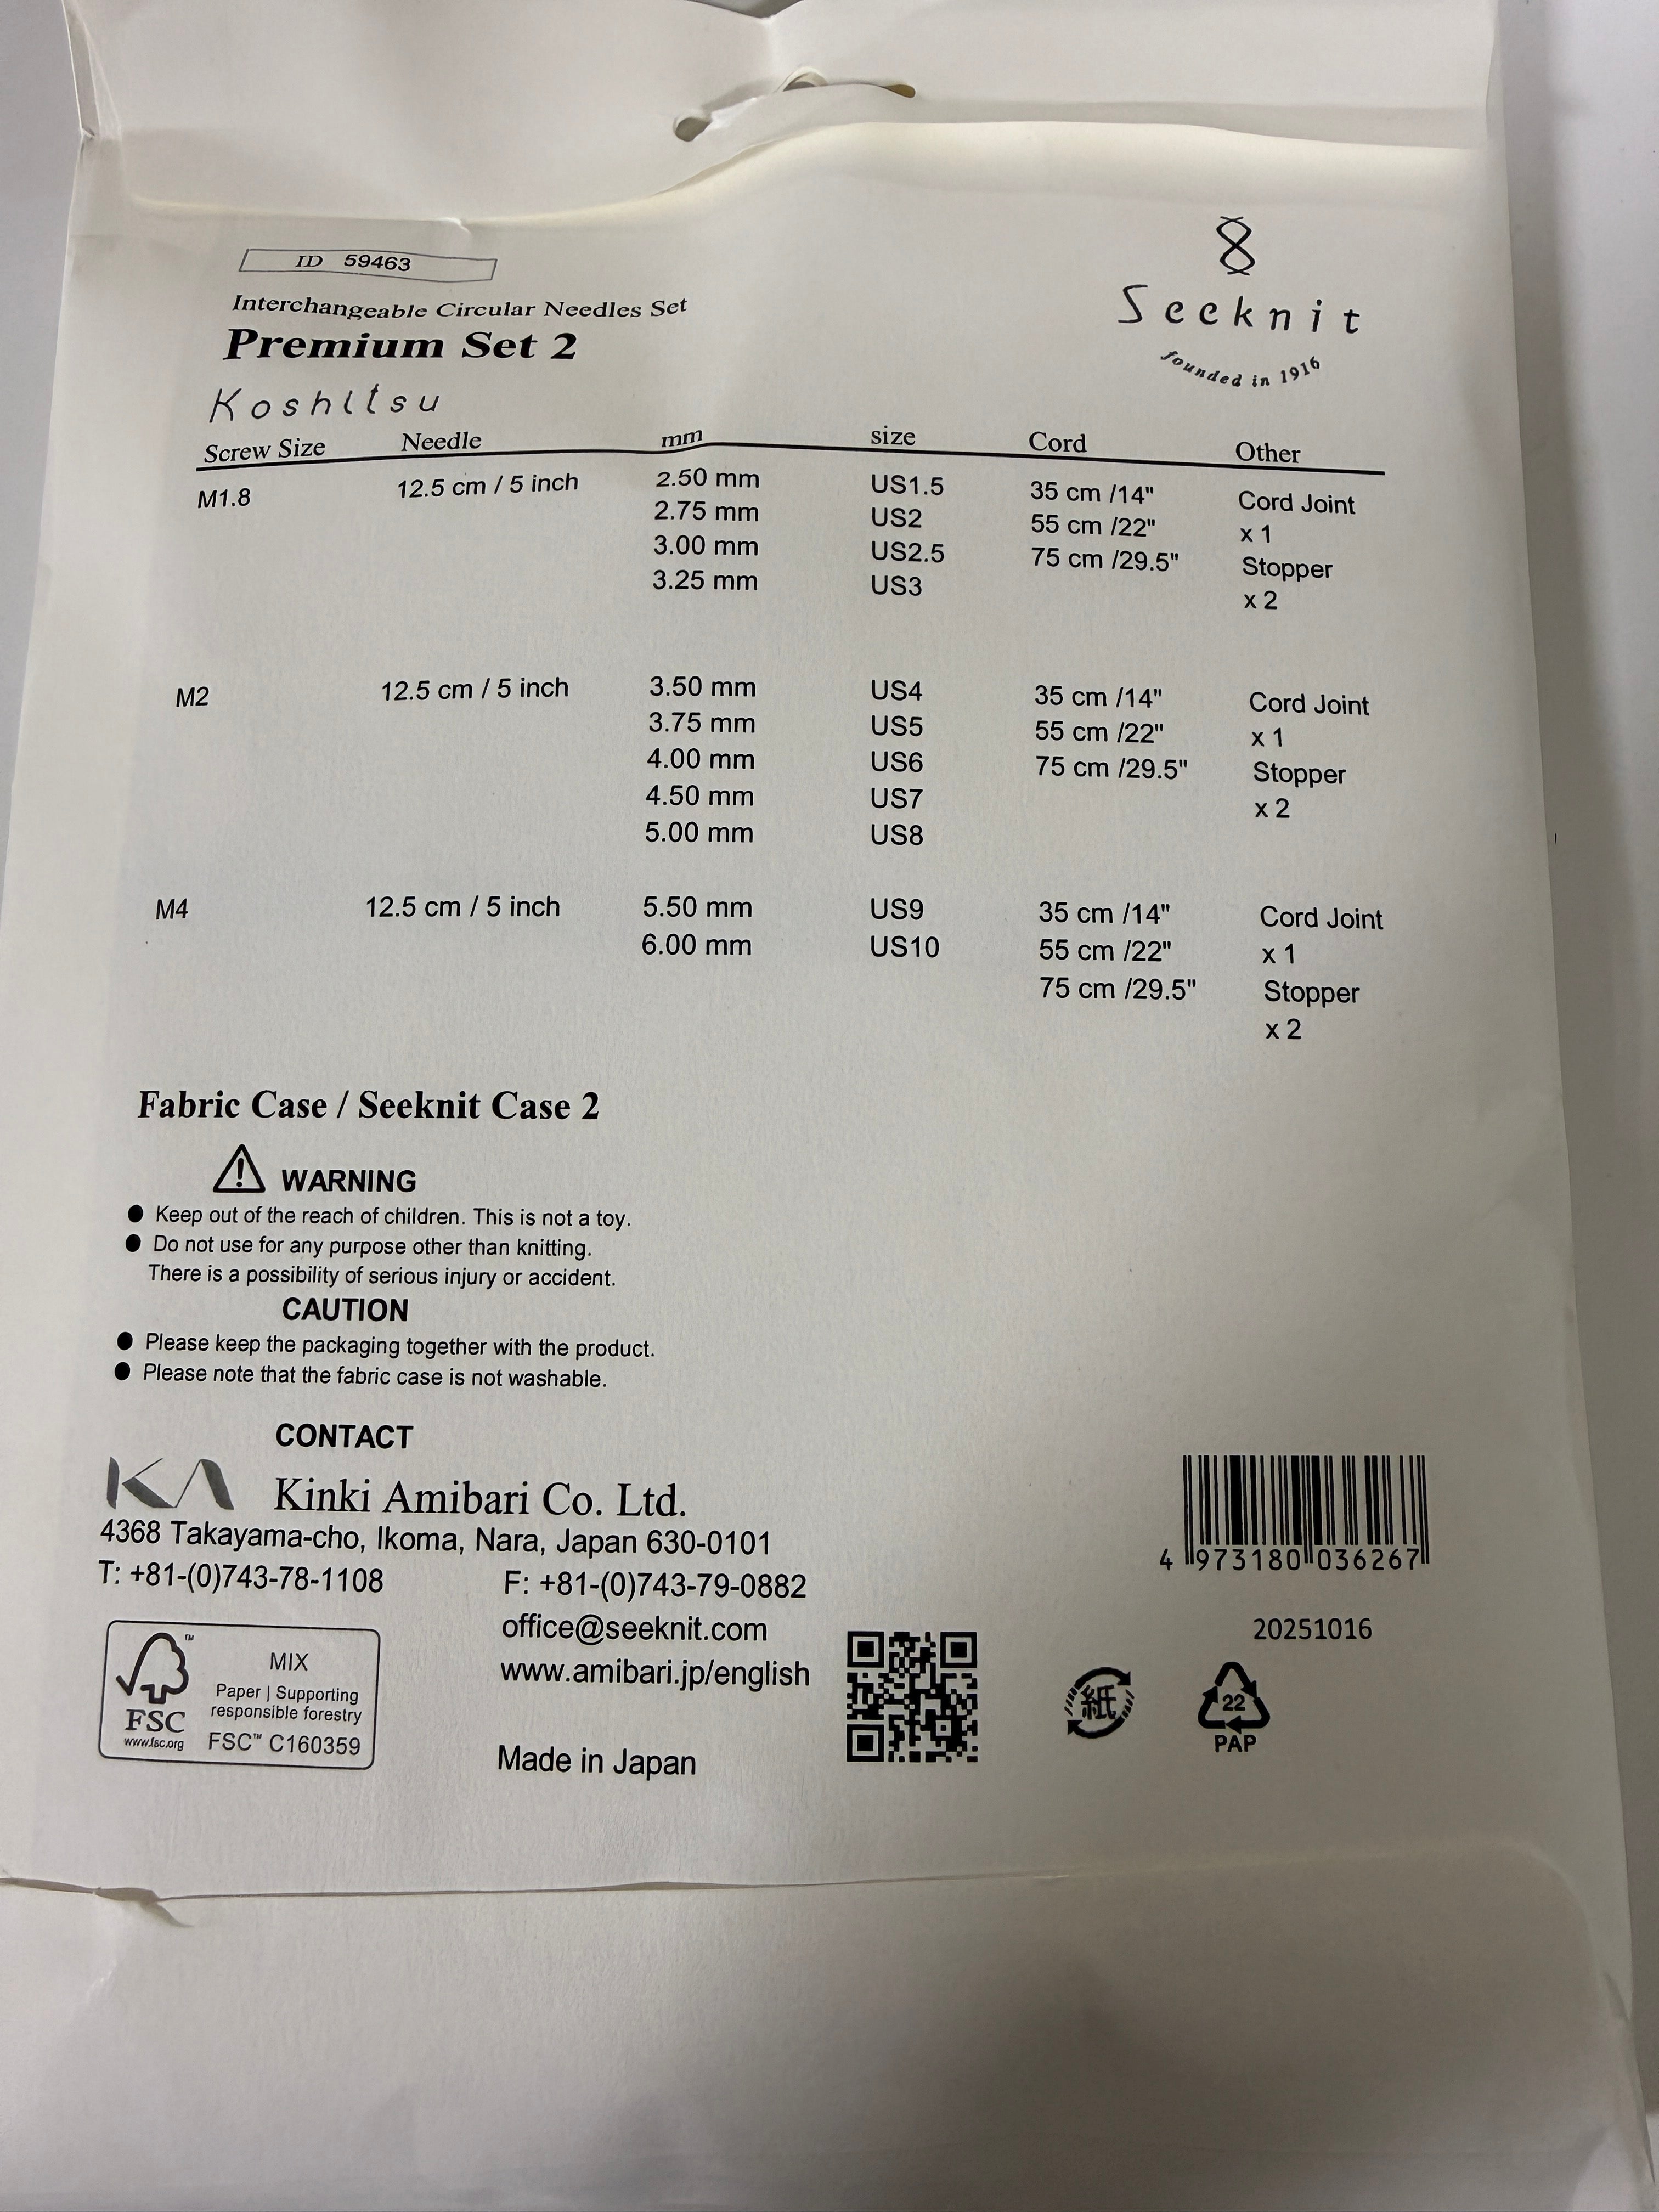 ID 59463
Interchangeable Circular Needles Set
Premium Set 2
Koshitsu
Seeknit
founded in 1916
Screw Size Needle mm size Cord Other
M1.8 12.5 cm / 5 inch 2.50 mm US1.5 35 cm /14" Cord Joint
2.75 mm US2 55 cm /22" x 1
3.00 mm US2.5 75 cm /29.5" Stopper
3.25 mm US3 x 2
M2 12.5 cm / 5 inch 3.50 mm US4 35 cm /14" Cord Joint
3.75 mm US5 55 cm /22" x 1
4.00 mm US6 75 cm /29.5" Stopper
4.50 mm US7 x 2
5.00 mm US8
M4 12.5 cm / 5 inch 5.50 mm US9 35 cm /14" Cord Joint
6.00 mm US10 55 cm /22" x 1
75 cm /29.5" Stopper
x 2
Fabric Case / Seeknit Case 2
WARNING
● Keep out of the reach of children. This is not a toy.
● Do not use for any purpose other than knitting.
There is a possibility of serious injury or accident.
CAUTION
● Please keep the packaging together with the product.
● Please note that the fabric case is not washable.
CONTACT
KA Kinki Amibari Co. Ltd.
4368 Takayama-cho, Ikoma, Nara, Japan 630-0101
T: +81-(0)743-78-1108 F: +81-(0)743-79-0882
office@seeknit.com
www.amibari.jp/english
Made in Japan
FSC
www.fsc.org
MIX
Paper | Supporting
responsible forestry
FSC™ C160359
4 973180 036267
20251016
紙
22
PAP